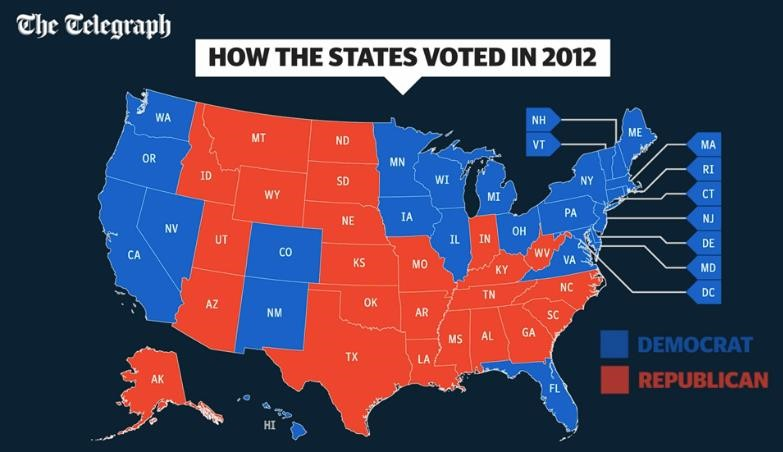 The Telegraph
HOW THE STATES VOTED IN 2012
WA
MT
ND
MN
NH
VT
ME
MA
OR
ID
SD
WI
MI
NY
RI
WY
CT
NV
NE
IA
PA
NJ
UT
CO
IL
IN
OH
DE
CA
KS
MO
WV
VA
MD
KY
DC
AZ
NM
OK
AR
TN
NC
SC
MS
AL
GA
TX
LA
DEMOCRAT
AK
FL
REPUBLICAN
HI